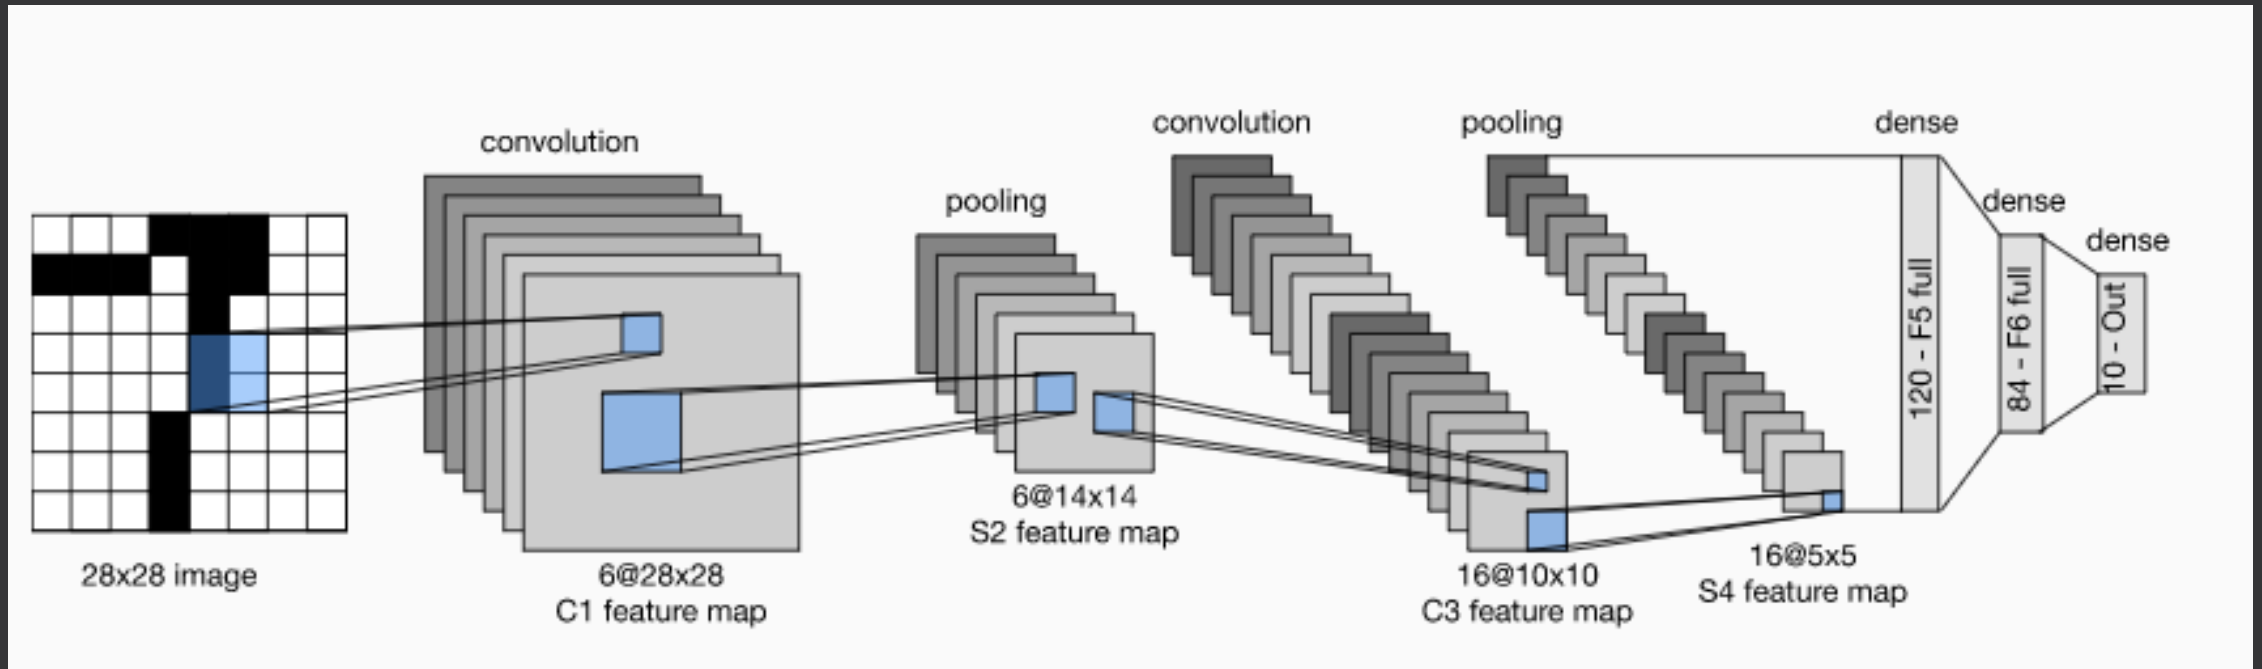 convolution
pooling
convolution
pooling
dense
dense
dense
28x28 image
6@28x28
C1 feature map
6@14x14
S2 feature map
16@10x10
C3 feature map
16@5x5
S4 feature map
120 - F5 full
84 - F6 full
10 - Out